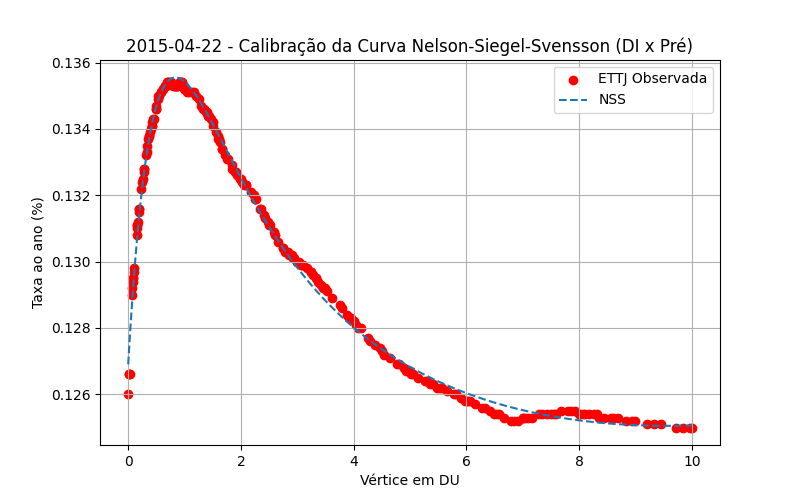 2015-04-22 - Calibração da Curva Nelson-Siegel-Svensson (DI x Pré)
ETTJ Observada
NSS
Taxa ao ano (%)
0.136
0.134
0.132
0.130
0.128
0.126
0
2
4
6
8
10
Vértice em DU